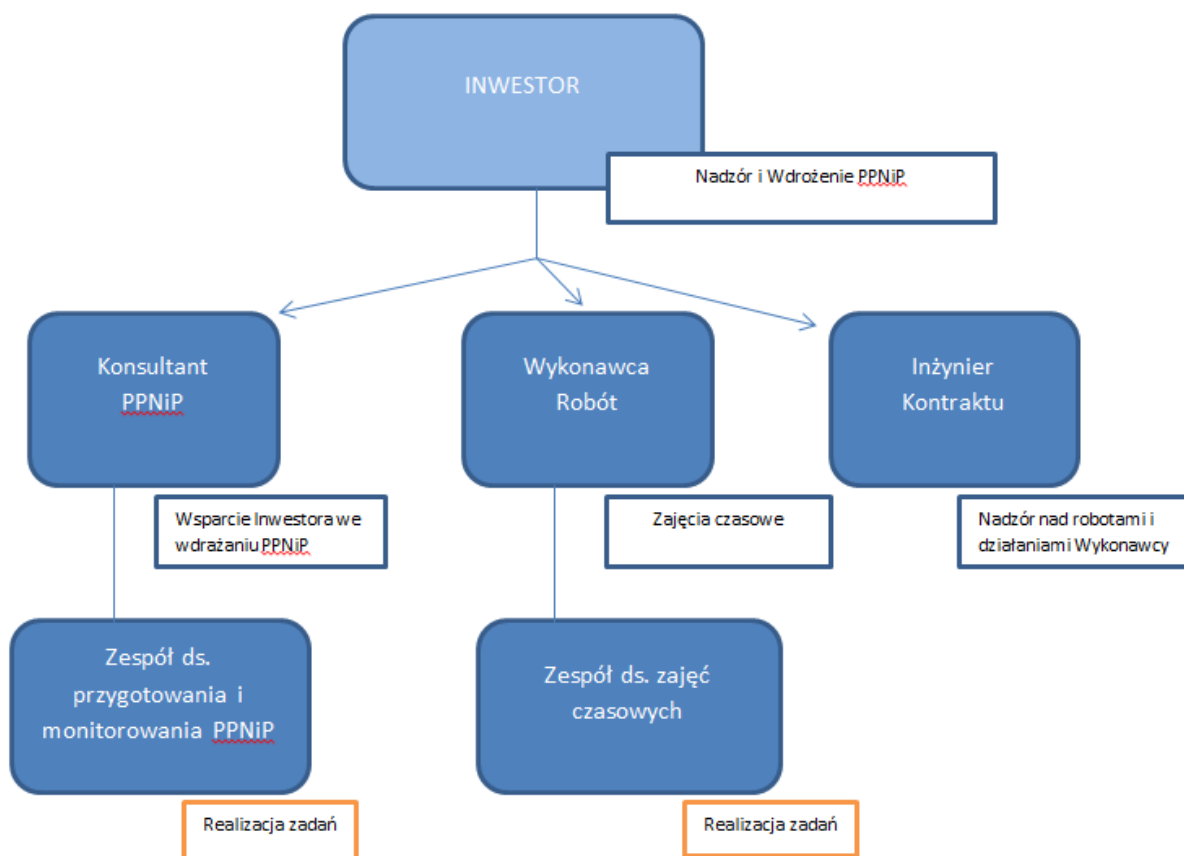 INWESTOR
Nadzór i Wdrożenie PPNiP
Konsultant
PPNiP
Wsparcie Inwestora we
wdrażaniu PPNiP
Wykonawca
Robót
Zajęcia czasowe
Inżynier
Kontraktu
Nadzór nad robotami i
działaniami Wykonawcy
Zespół ds.
przygotowania i
monitorowania PPNiP
Realizacja zadań
Zespół ds. zajęć
czasowych
Realizacja zadań